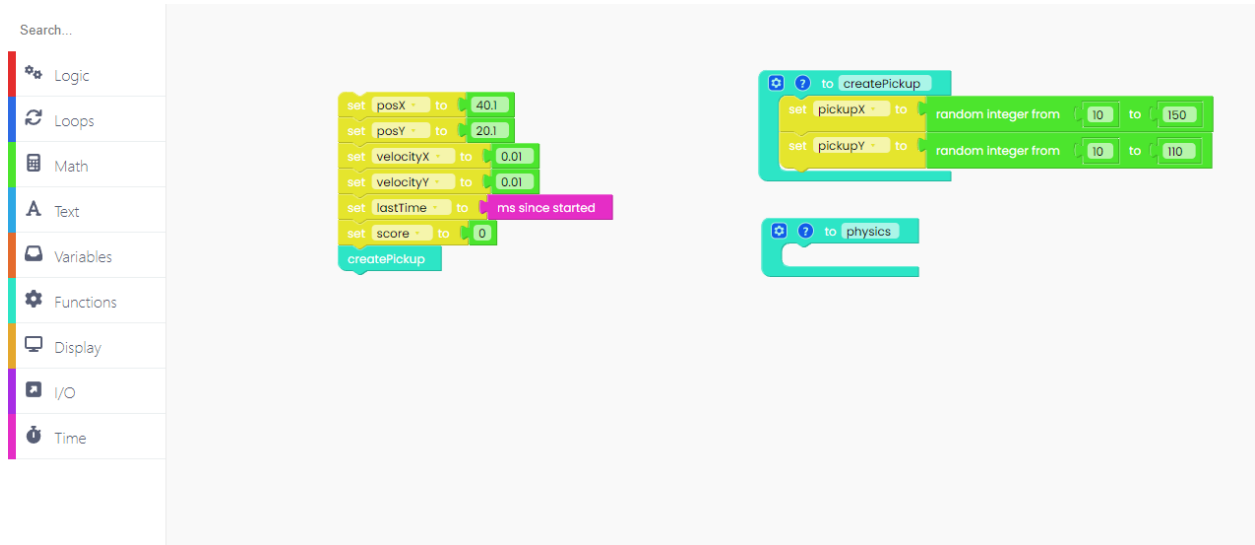 Search...
Logic
Loops
Math
Text
Variables
Functions
Display
I/O
Time
set posX to 40.1
set posY to 20.1
set velocityX to 0.01
set velocityY to 0.01
set lastTime to ms since started
set score to 0
createPickup
? to createPickup
set pickupX to random integer from 10 to 150
set pickupY to random integer from 10 to 110
? to physics